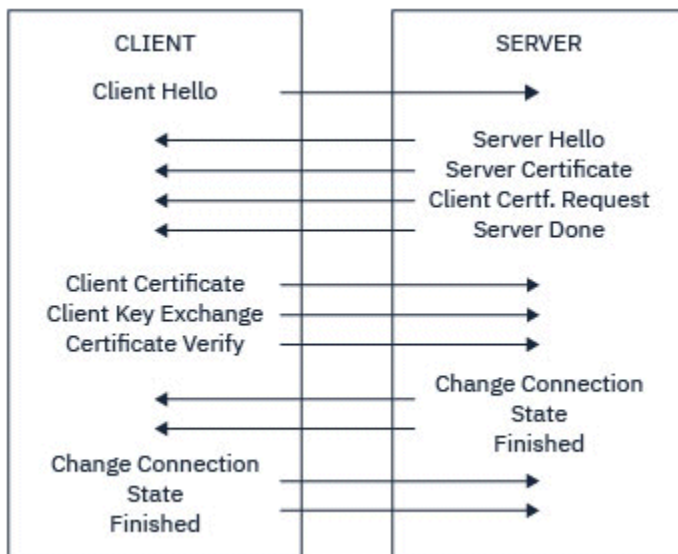 CLIENT
SERVER
Client Hello
Server Hello
Server Certificate
Client Certf. Request
Server Done
Client Certificate
Client Key Exchange
Certificate Verify
Change Connection
State
Finished
Change Connection
State
Finished